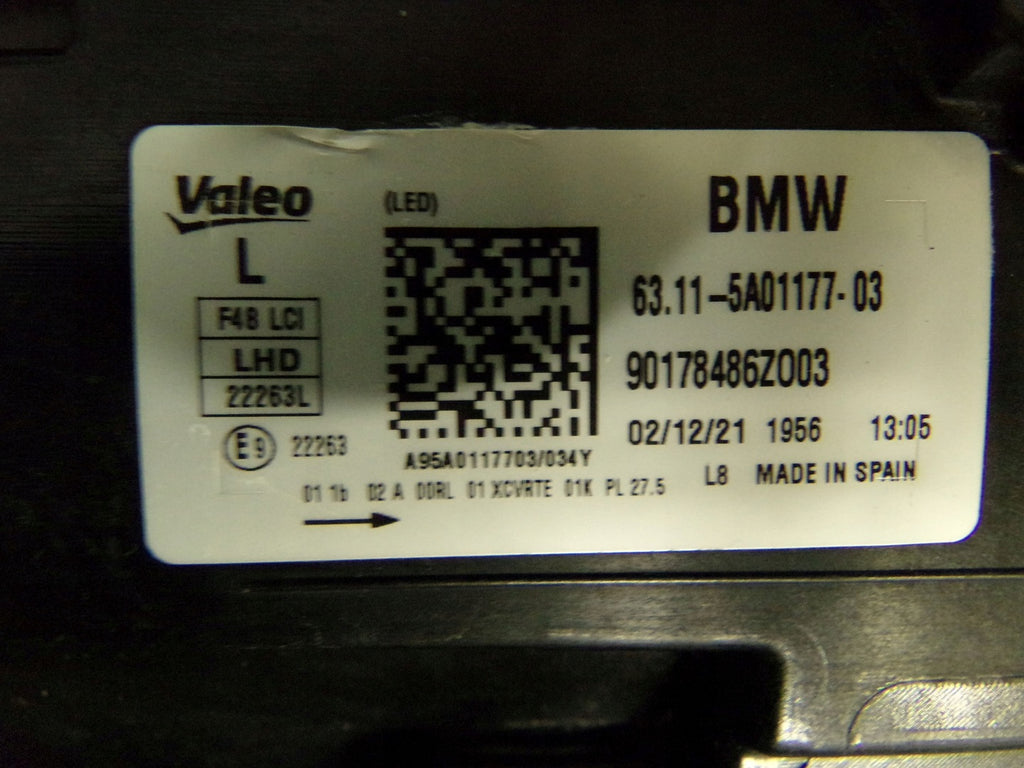 Valeo
(LED)
BMW
L
F48 LCI
LHD
22263L
E9 22263
63.11-5A01177-03
90178486Z003
02/12/21 1956 13:05
A95A0117703/034Y
L8 MADE IN SPAIN
01 1b 02 A 00RL 01 XCVRTE 01K PL 27.5